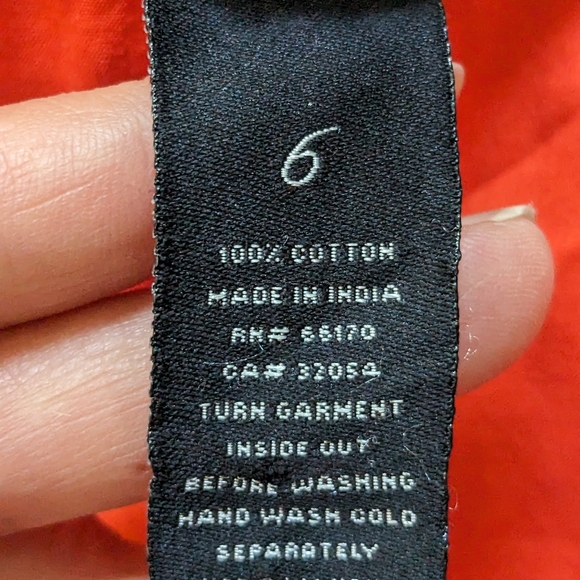 6
100% COTTON
MADE IN INDIA
RN# 66170
CA# 32054
TURN GARMENT
INSIDE OUT
BEFORE WASHING
HAND WASH COLD
SEPARATELY